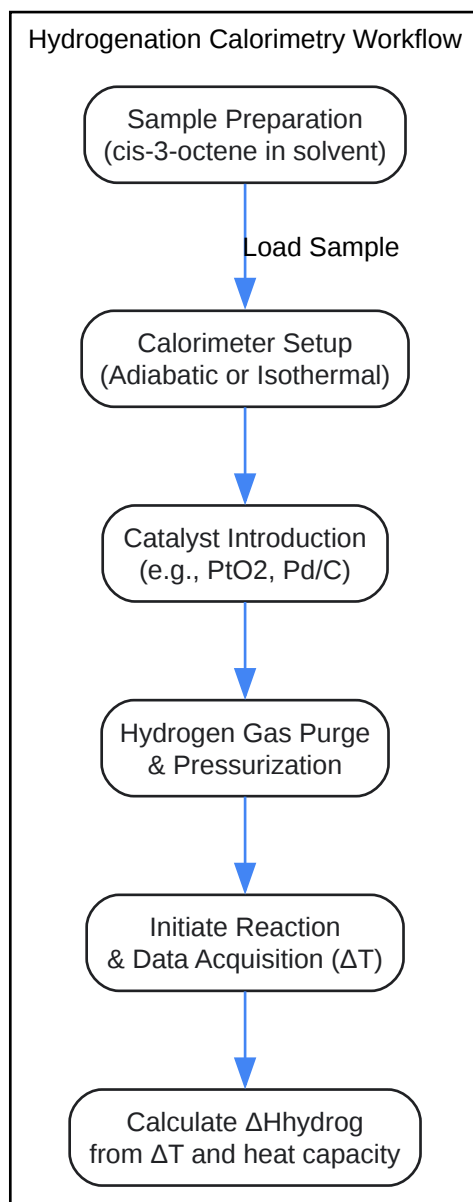 Hydrogenation Calorimetry Workflow
Sample Preparation
(cis-3-octene in solvent)
Load Sample
Calorimeter Setup
(Adiabatic or Isothermal)
Catalyst Introduction
(e.g., PtO2, Pd/C)
Hydrogen Gas Purge
& Pressurization
Initiate Reaction
& Data Acquisition (ΔT)
Calculate ΔHhydrog
from ΔT and heat capacity